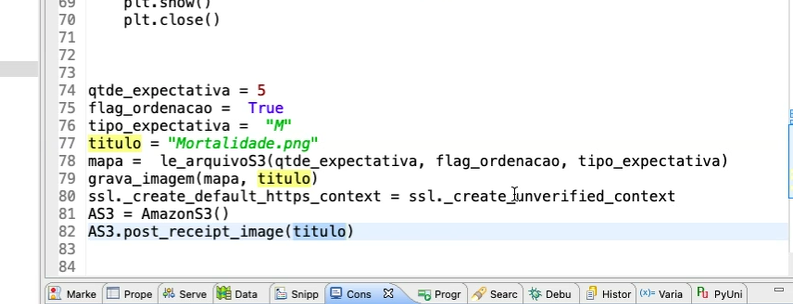 69 plt.show()
70 plt.close()
71
72
73
74 qtde_expectativa = 5
75 flag_ordenacao = True
76 tipo_expectativa = "M"
77 titulo = "Mortalidade.png"
78 mapa = le_arquivoS3(qtde_expectativa, flag_ordenacao, tipo_expectativa)
79 grava_imagem(mapa, titulo)
80 ssl._create_default_https_context = ssl._create_unverified_context
81 AS3 = AmazonS3()
82 AS3.post_receipt_image(titulo)
83
84
Marke Prope Serve Data Snipp Cons Progr Searc Debu Histor (x)= Varia PyUni